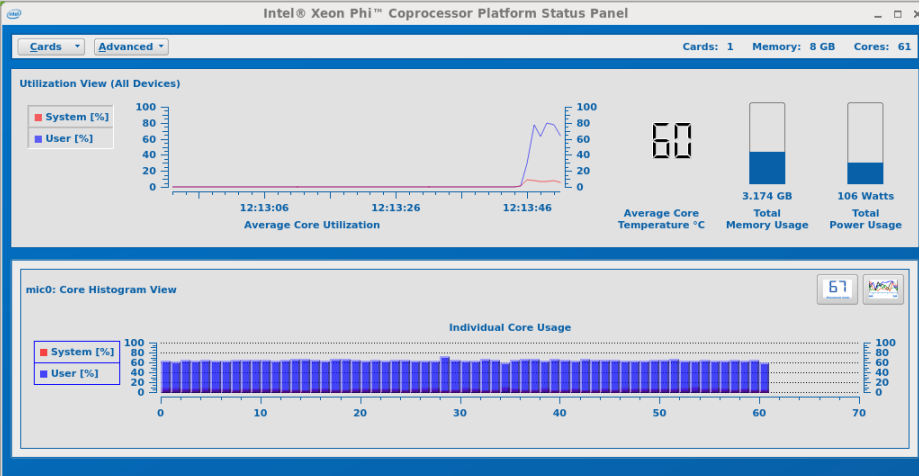 intel
Intel® Xeon Phi™ Coprocessor Platform Status Panel
Cards Advanced Cards: 1 Memory: 8 GB Cores: 61
Utilization View (All Devices)
System [%]
User [%]
100
80
60
40
20
0
12:13:06 12:13:26 12:13:46
Average Core Utilization
100
80
60
40
20
0
60
Average Core
Temperature °C
3.174 GB
Total
Memory Usage
106 Watts
Total
Power Usage
mic0: Core Histogram View
67
Individual Core Usage
System [%]
User [%]
100
80
60
40
20
0
100
80
60
40
20
0
0 10 20 30 40 50 60 70